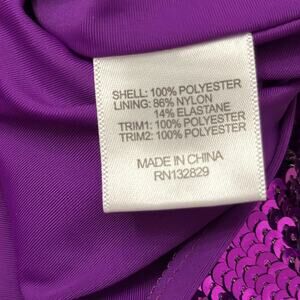 SHELL: 100% POLYESTER
LINING: 86% NYLON
14% ELASTANE
TRIM1: 100% POLYESTER
TRIM2: 100% POLYESTER
MADE IN CHINA
RN132829